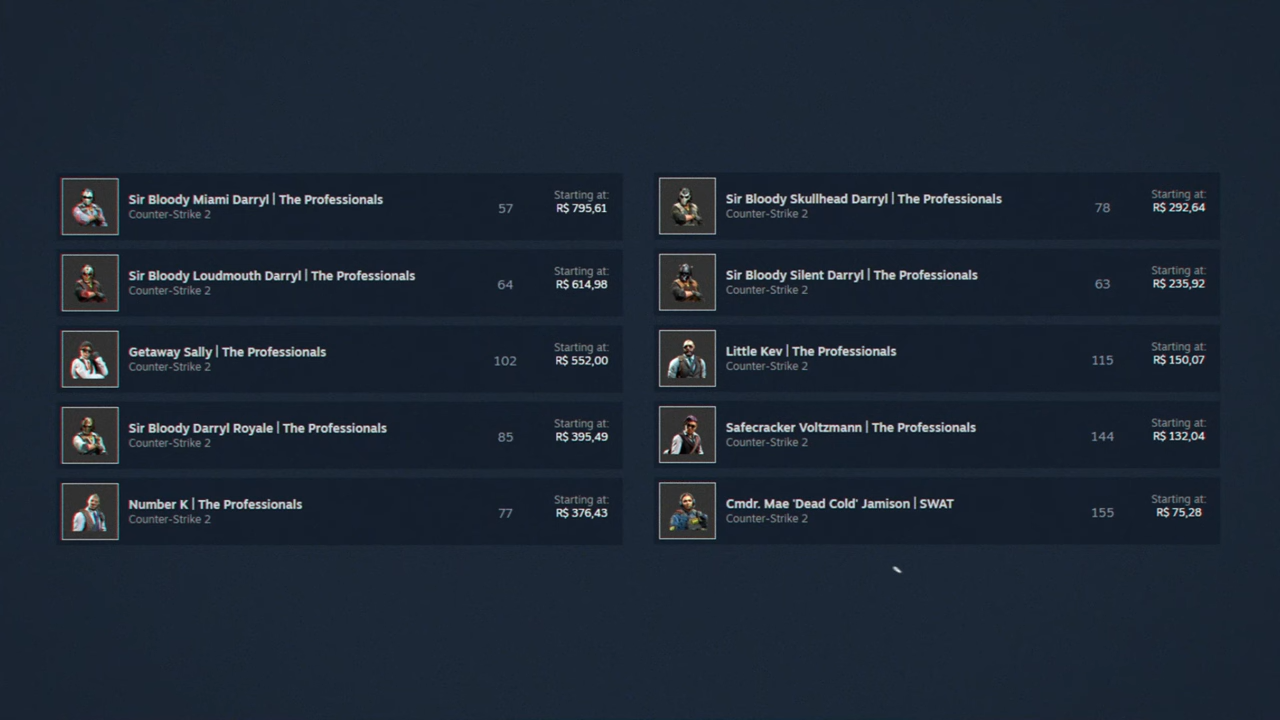 Sir Bloody Miami Darryl | The Professionals
Counter-Strike 2
57
Starting at:
R$ 795,61
Sir Bloody Loudmouth Darryl | The Professionals
Counter-Strike 2
64
Starting at:
R$ 614,98
Getaway Sally | The Professionals
Counter-Strike 2
102
Starting at:
R$ 552,00
Sir Bloody Darryl Royale | The Professionals
Counter-Strike 2
85
Starting at:
R$ 395,49
Number K | The Professionals
Counter-Strike 2
77
Starting at:
R$ 376,43
Sir Bloody Skullhead Darryl | The Professionals
Counter-Strike 2
78
Starting at:
R$ 292,64
Sir Bloody Silent Darryl | The Professionals
Counter-Strike 2
63
Starting at:
R$ 235,92
Little Kev | The Professionals
Counter-Strike 2
115
Starting at:
R$ 150,07
Safecracker Voltzmann | The Professionals
Counter-Strike 2
144
Starting at:
R$ 132,04
Cmdr. Mae 'Dead Cold' Jamison | SWAT
Counter-Strike 2
155
Starting at:
R$ 75,28